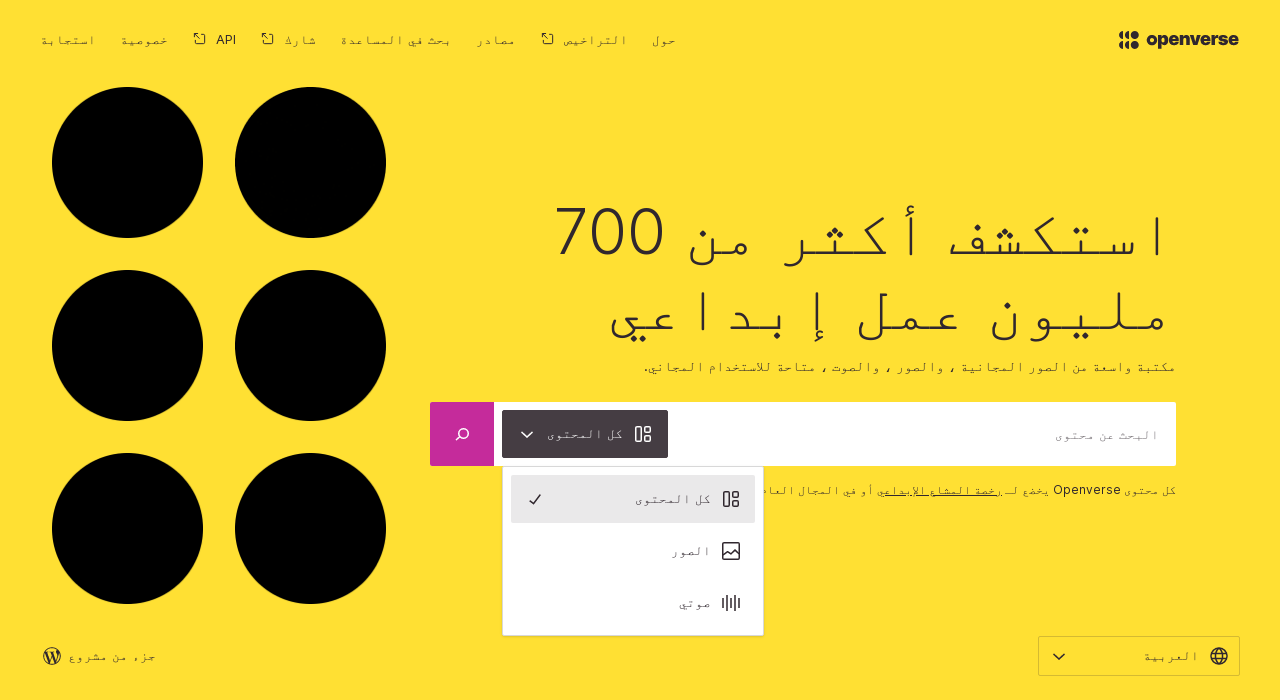 openverse
حول
التراخيص
مصادر
بحث في المساعدة
شارك
API
خصوصية
استجابة
استكشف أكثر من 700
مليون عمل إبداعي
مكتبة واسعة من الصور المجانية ، والصور ، والصوت ، متاحة للاستخدام المجاني.
البحث عن محتوى
كل المحتوى
كل محتوى Openverse يخضع لـ رخصة المشاع الإبداعي أو في المجال العام
كل المحتوى
الصور
صوتي
العربية
جزء من مشروع